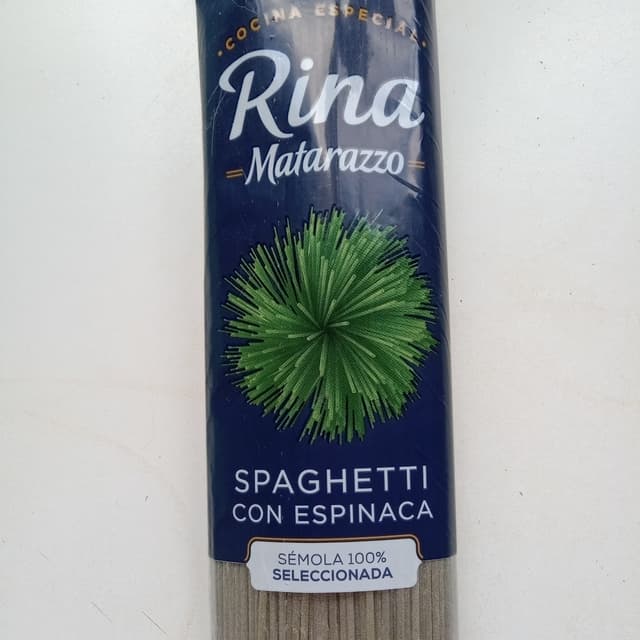 COCINA ESPECIAL
Rina
Matarazzo
SPAGHETTI
CON ESPINACA
SÉMOLA 100%
SELECCIONADA